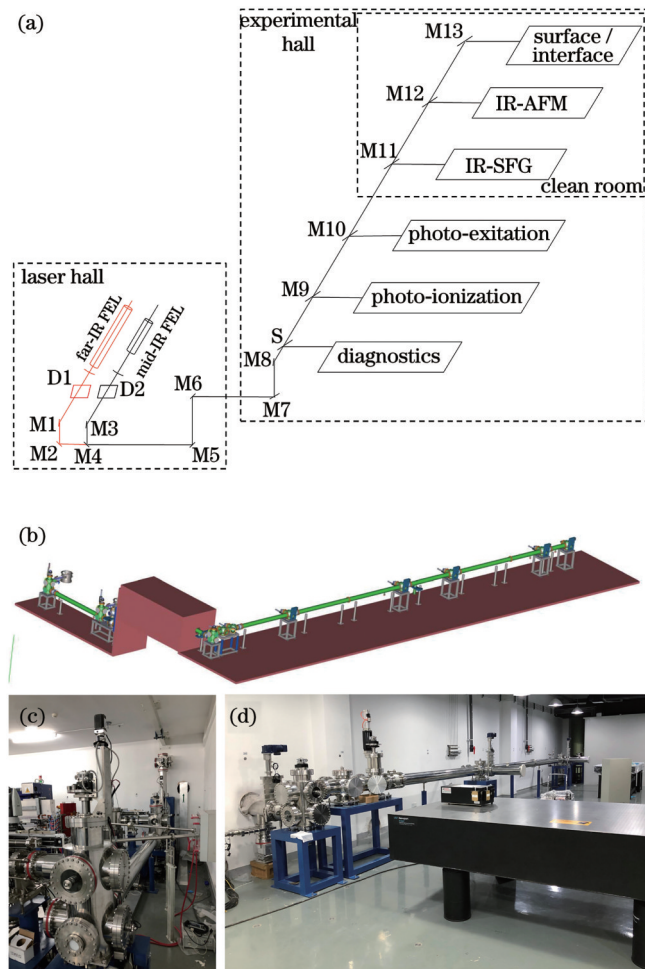 (a)
experimental
hall
M13
surface /
interface
M12
IR-AFM
M11
IR-SFG
clean room
M10
photo-exitation
laser hall
M9
photo-ionization
far-IR FEL
mid-IR FEL
S
diagnostics
D1
D2
M8
M6
M7
M1
M3
M2
M4
M5
(b)
(c)
(d)